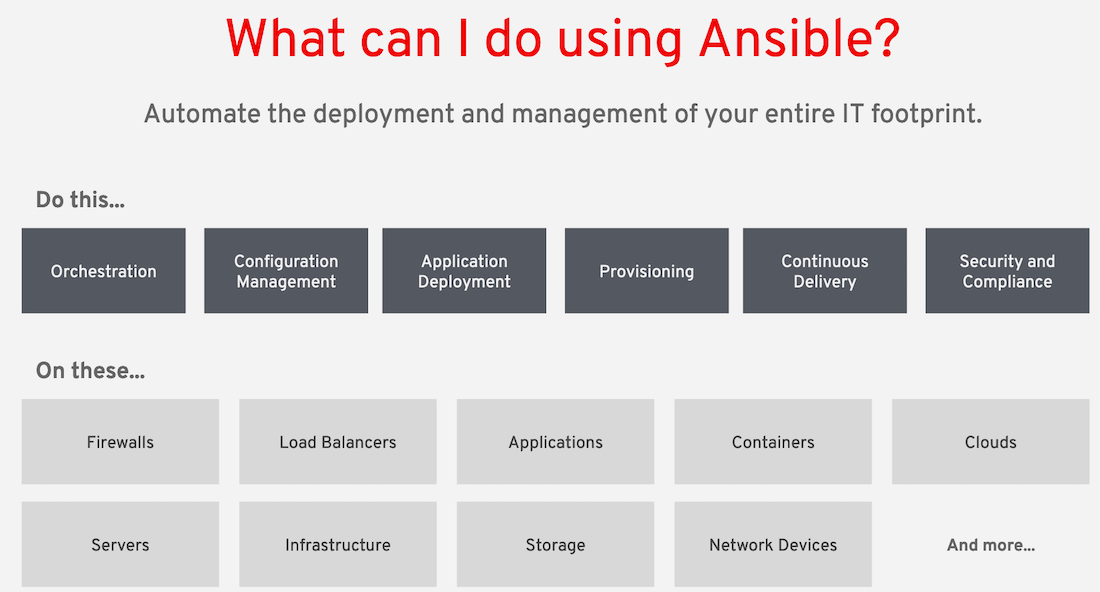 What can I do using Ansible?
Automate the deployment and management of your entire IT footprint.
Do this...
Orchestration
Configuration
Management
Application
Deployment
Provisioning
Continuous
Delivery
Security and
Compliance
On these...
Firewalls
Load Balancers
Applications
Containers
Clouds
Servers
Infrastructure
Storage
Network Devices
And more...